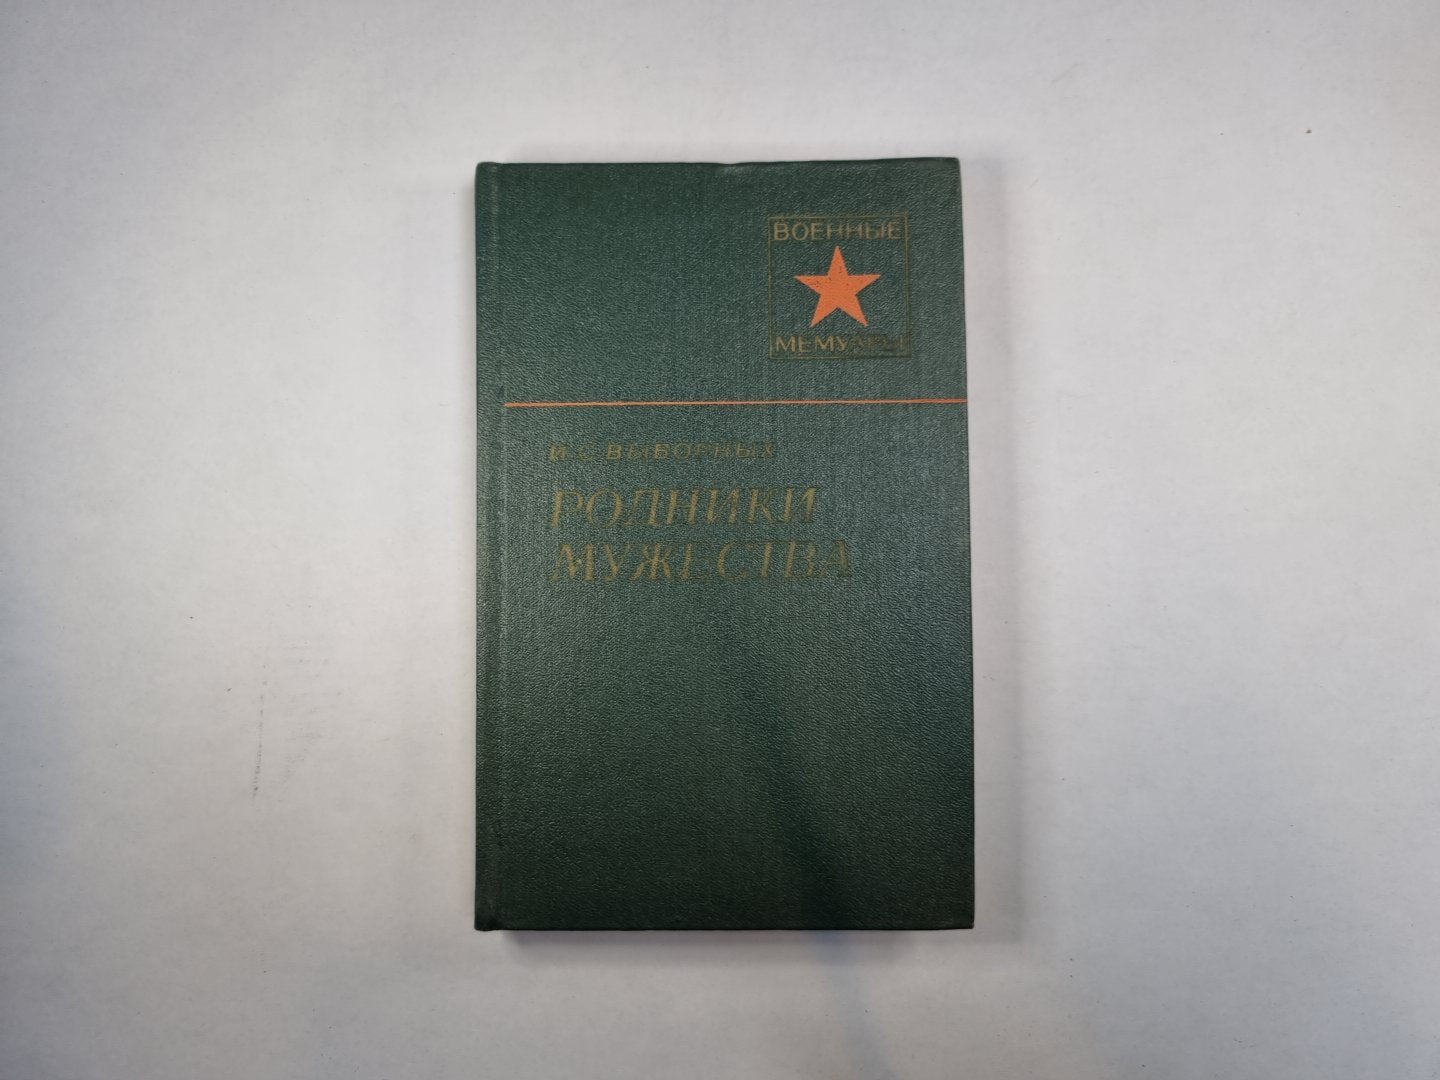 ВОЕННЫЕ
МЕМУАРЫ
И. С. ВЫБОРНЫХ
РОДНИКИ
МУЖЕСТВА